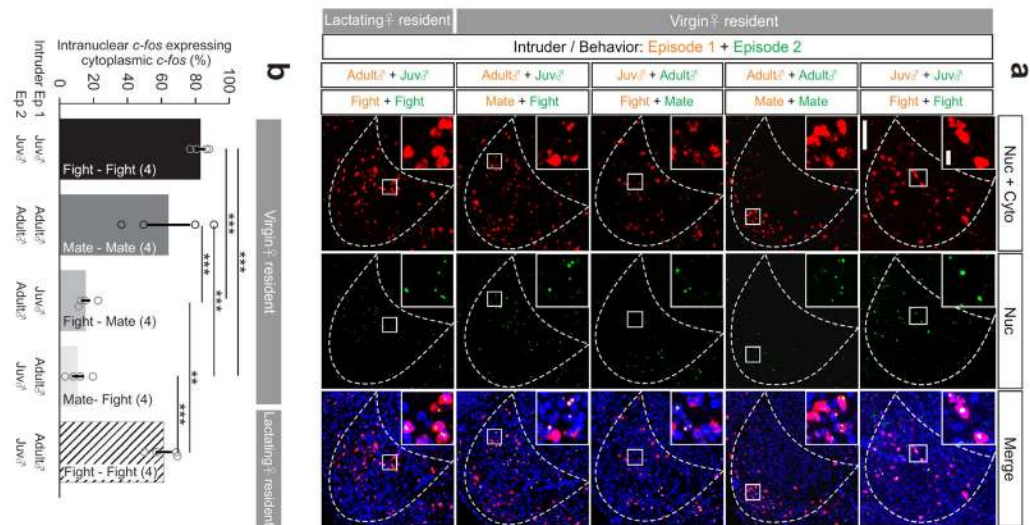 a
Lactating♀ resident
Virgin♀ resident
Intruder / Behavior: Episode 1 + Episode 2
Adult♂ + Juv♂
Adult♂ + Juv♂
Juv♂ + Adult♂
Adult♂ + Adult♂
Juv♂ + Juv♂
Fight + Fight
Mate + Fight
Fight + Mate
Mate + Mate
Fight + Fight
Nuc + Cyto
Nuc
Merge
b
Intranuclear c-fos expressing
cytoplasmic c-fos (%)
0 20 40 60 80 100
Intruder Ep 1
Ep 2
Juv♂
Juv♂
Fight - Fight (4)
Adult♂
Adult♂
Mate - Mate (4)
Juv♂
Adult♂
Fight - Mate (4)
Adult♂
Juv♂
Mate- Fight (4)
Adult♂
Juv♂
Fight - Fight (4)
***
***
***
***
**
***
Virgin♀ resident
Lactating♀ resident